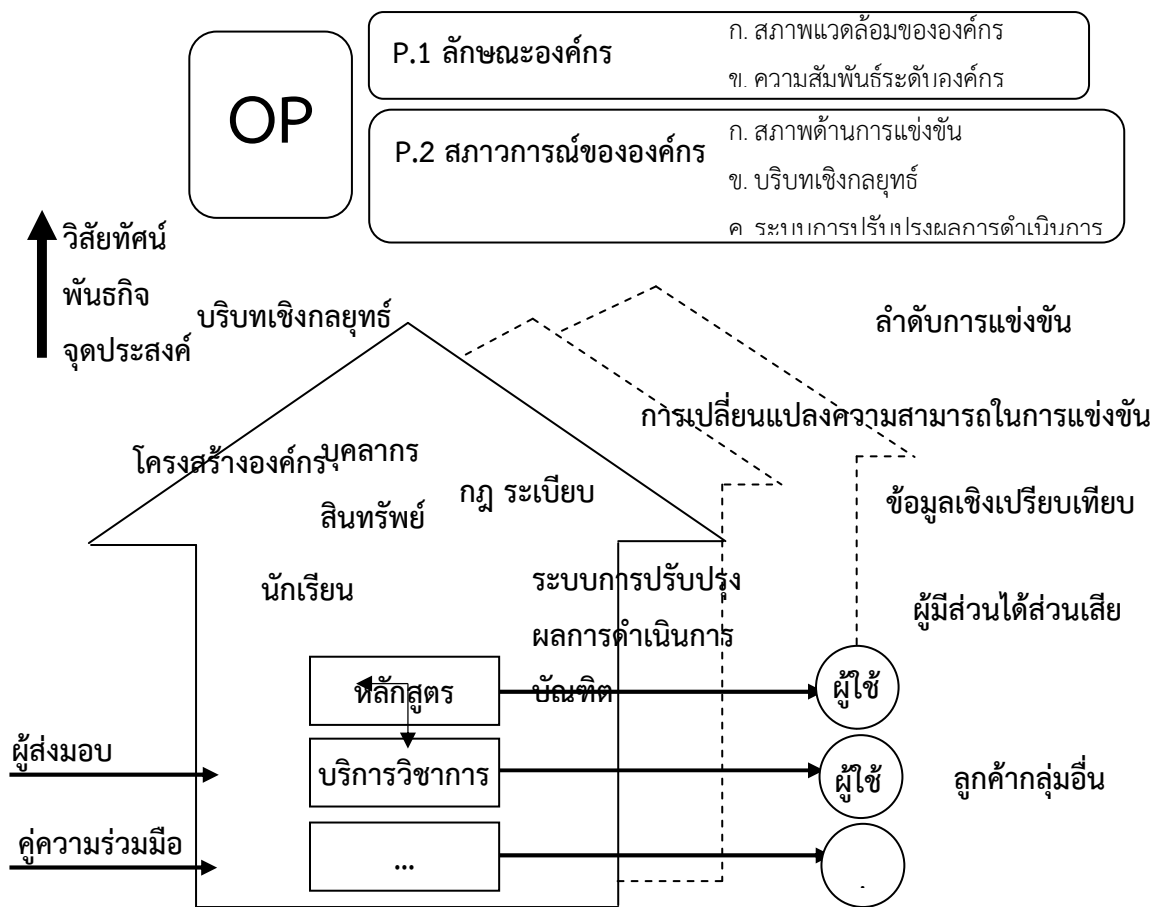 OP
P.1 ลักษณะองค์กร
ก. สภาพแวดล้อมขององค์กร
ข. ความสัมพันธ์ระดับองค์กร
P.2 สภาวการณ์ขององค์กร
ก. สภาพด้านการแข่งขัน
ข. บริบทเชิงกลยุทธ์
ค. ระบบการปรับปรุงผลการดำเนินการ
วิสัยทัศน์
พันธกิจ
จุดประสงค์
บริบทเชิงกลยุทธ์
ลำดับการแข่งขัน
การเปลี่ยนแปลงความสามารถในการแข่งขัน
โครงสร้างองค์กร
บุคลากร
สินทรัพย์
กฎ ระเบียบ
ข้อมูลเชิงเปรียบเทียบ
นักเรียน
ระบบการปรับปรุง
ผลการดำเนินการ
ผู้มีส่วนได้ส่วนเสีย
หลักสูตร
บัณฑิต
ผู้ใช้
ผู้ส่งมอบ
บริการวิชาการ
ผู้ใช้
ลูกค้ากลุ่มอื่น
คู่ความร่วมมือ
...
.